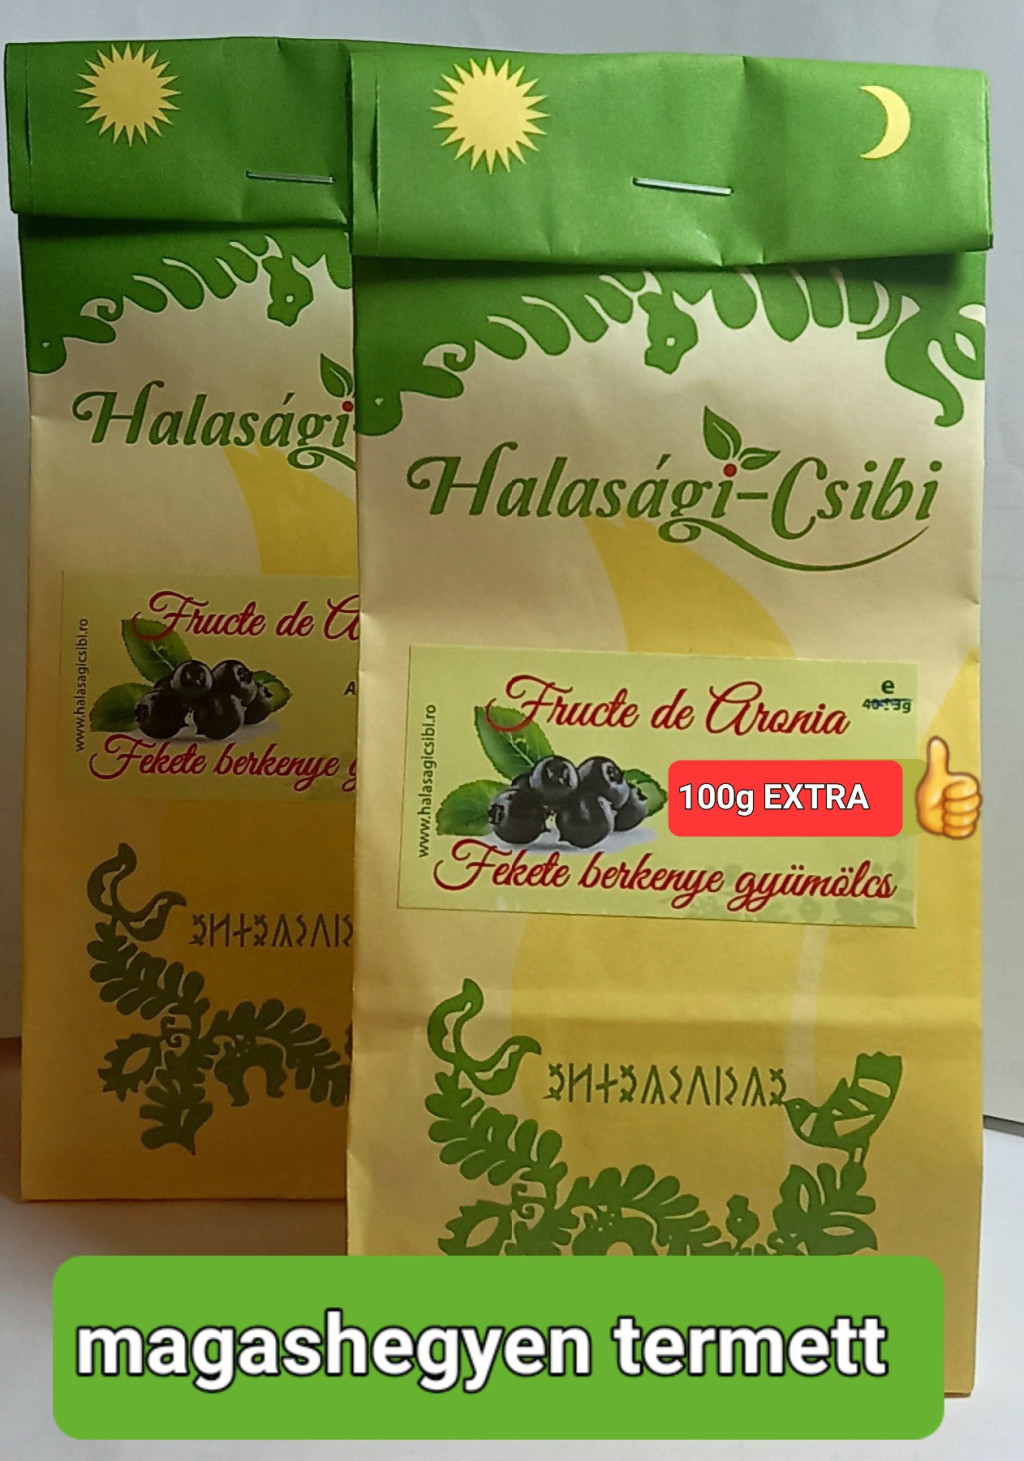 Halasági
Fructe de A
www.halasagicsibi.ro
A
Fekete berkenye g
Halasági-Csibi
Fructe de Aronia
e
www.halasagicsibi.ro
100g EXTRA
Fekete berkenye gyümölcs
magashegyen termett